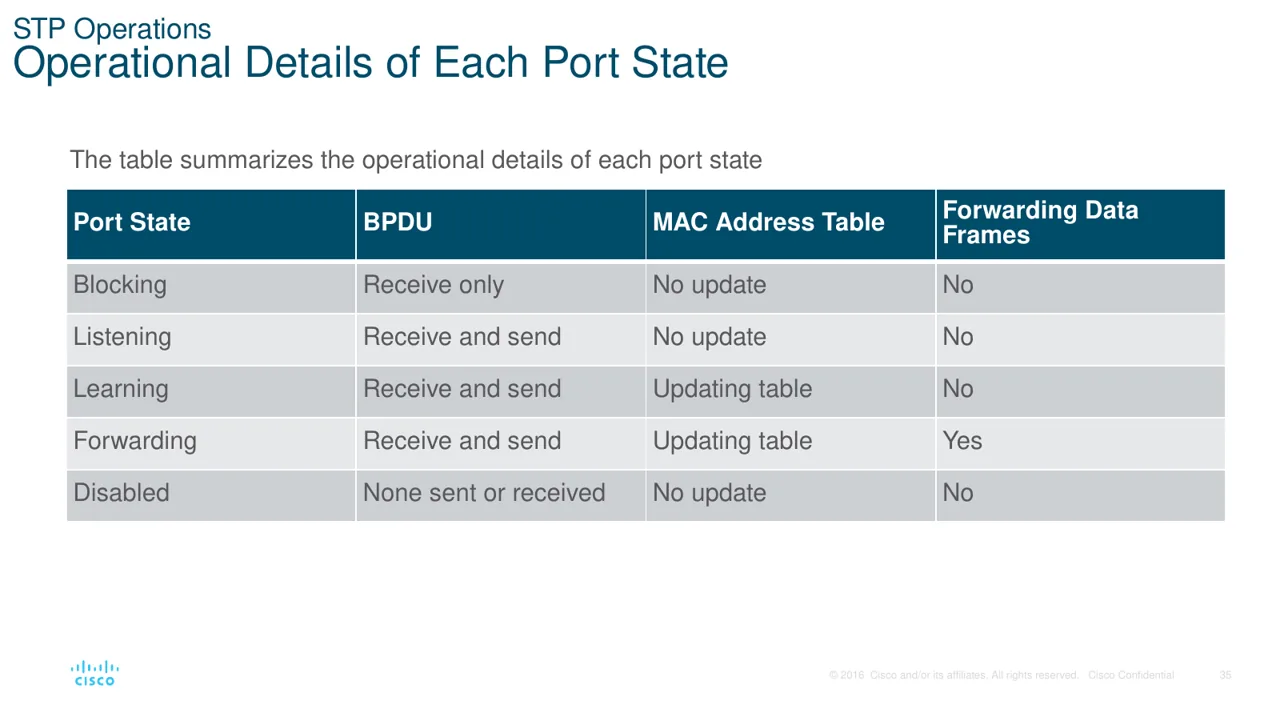 STP Operations
Operational Details of Each Port State
The table summarizes the operational details of each port state
Port State BPDU MAC Address Table Forwarding Data Frames
Blocking Receive only No update No
Listening Receive and send No update No
Learning Receive and send Updating table No
Forwarding Receive and send Updating table Yes
Disabled None sent or received No update No
CISCO
© 2016 Cisco and/or its affiliates. All rights reserved. Cisco Confidential 35